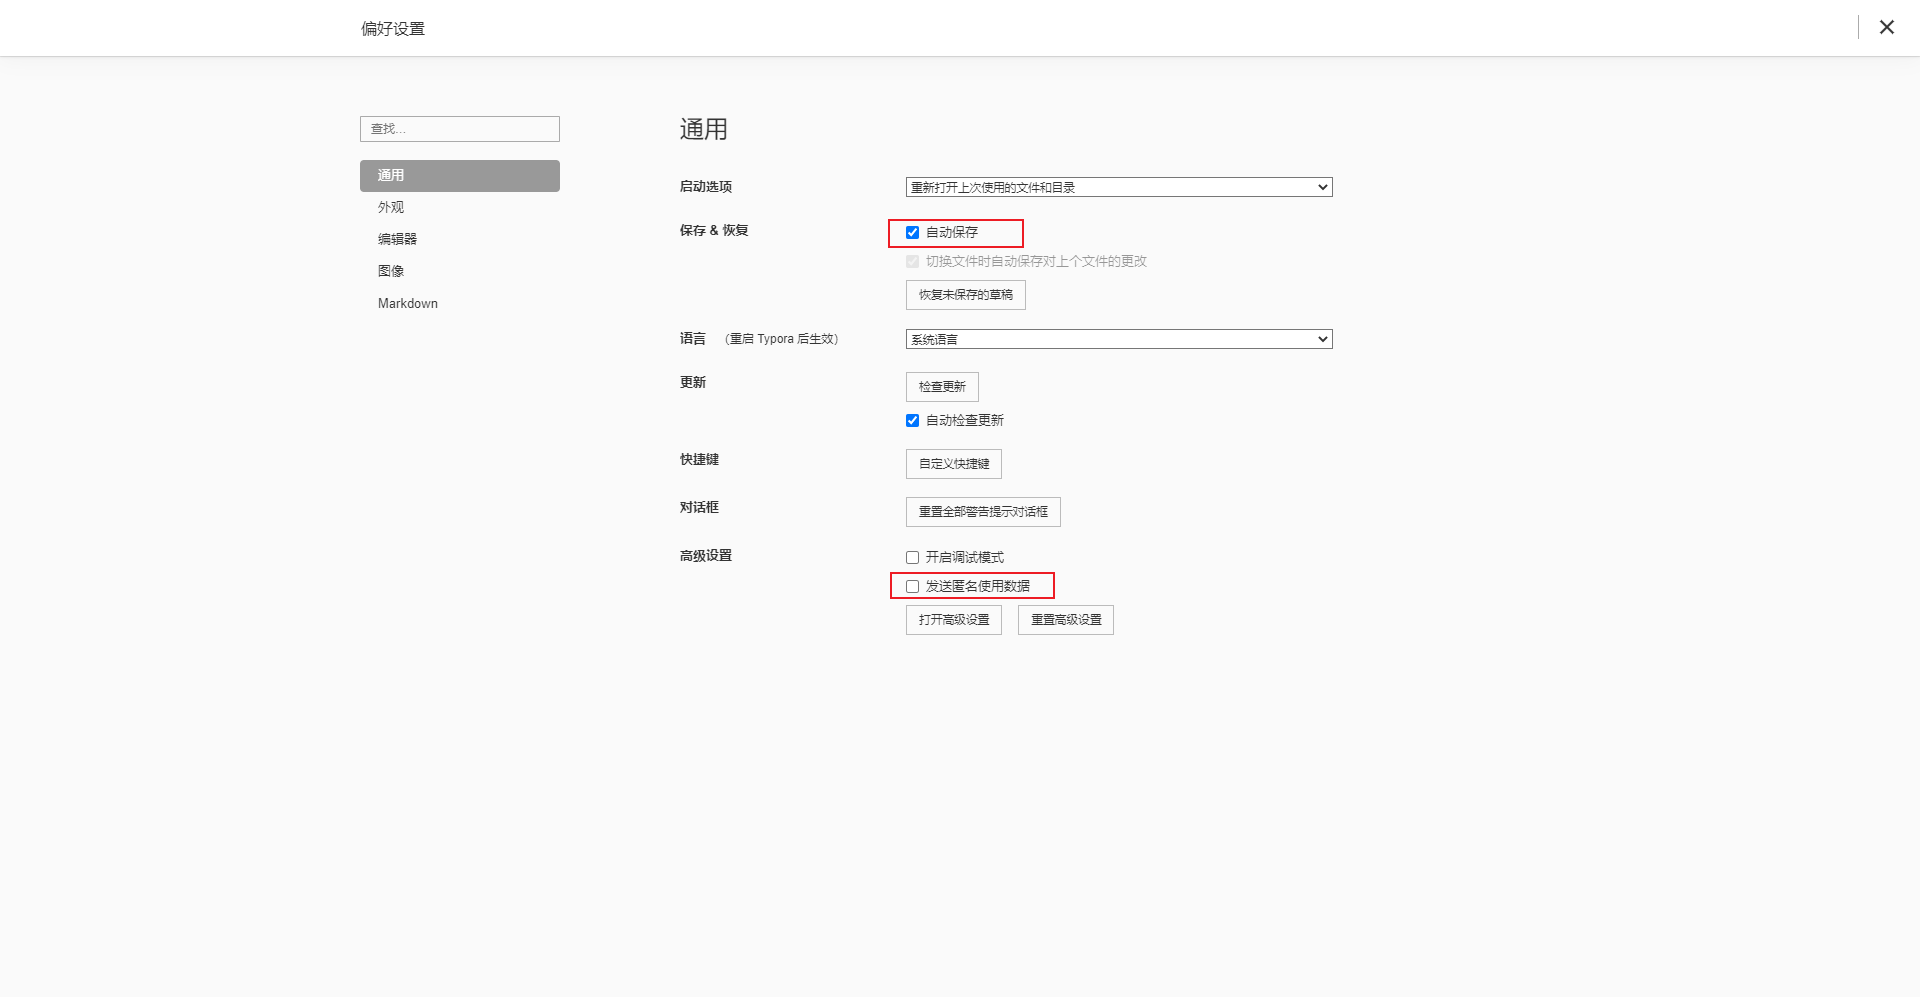 偏好设置
查找...
通用
外观
编辑器
图像
Markdown
通用
启动选项
重新打开上次使用的文件和目录
保存 & 恢复
自动保存
切换文件时自动保存对上个文件的更改
恢复未保存的草稿
语言 （重启 Typora 后生效）
系统语言
更新
检查更新
自动检查更新
快捷键
自定义快捷键
对话框
重置全部警告提示对话框
高级设置
开启调试模式
发送匿名使用数据
打开高级设置 重置高级设置